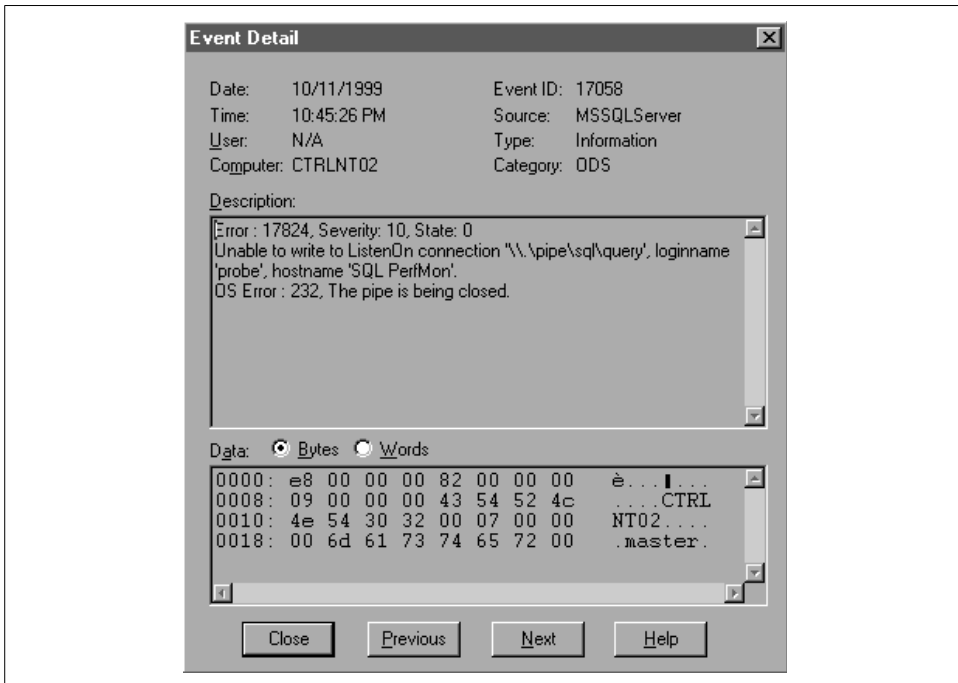 Event Detail
Date: 10/11/1999 Event ID: 17058
Time: 10:45:26 PM Source: MSSQLServer
User: N/A Type: Information
Computer: CTRLNT02 Category: ODS
Description:
Error : 17824, Severity: 10, State: 0
Unable to write to ListenOn connection '\\.\pipe\sql\query', loginname
'probe', hostname 'SQL PerfMon'.
OS Error : 232, The pipe is being closed.
Data: Bytes Words
0000: e8 00 00 00 82 00 00 00 è...▮...
0008: 09 00 00 00 43 54 52 4c ....CTRL
0010: 4e 54 30 32 00 07 00 00 NT02....
0018: 00 6d 61 73 74 65 72 00 .master.
Close Previous Next Help